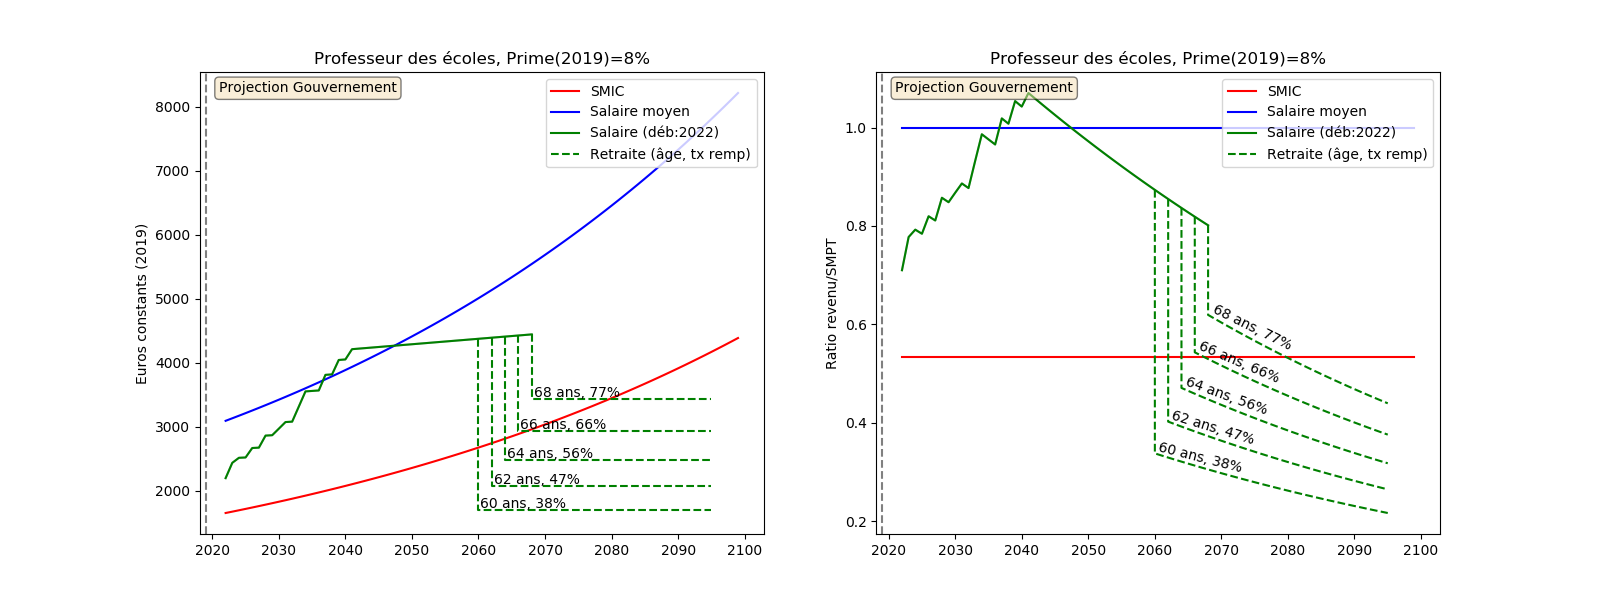 Professeur des écoles, Prime(2019)=8%
Projection Gouvernement
SMIC
Salaire moyen
Salaire (déb:2022)
Retraite (âge, tx remp)
Euros constants (2019)
8000
7000
6000
5000
4000
3000
2000
68 ans, 77%
66 ans, 66%
64 ans, 56%
62 ans, 47%
60 ans, 38%
2020 2030 2040 2050 2060 2070 2080 2090 2100
Professeur des écoles, Prime(2019)=8%
Projection Gouvernement
SMIC
Salaire moyen
Salaire (déb:2022)
Retraite (âge, tx remp)
Ratio revenu/SMPT
1.0
0.8
0.6
0.4
0.2
68 ans, 77%
66 ans, 66%
64 ans, 56%
62 ans, 47%
60 ans, 38%
2020 2030 2040 2050 2060 2070 2080 2090 2100